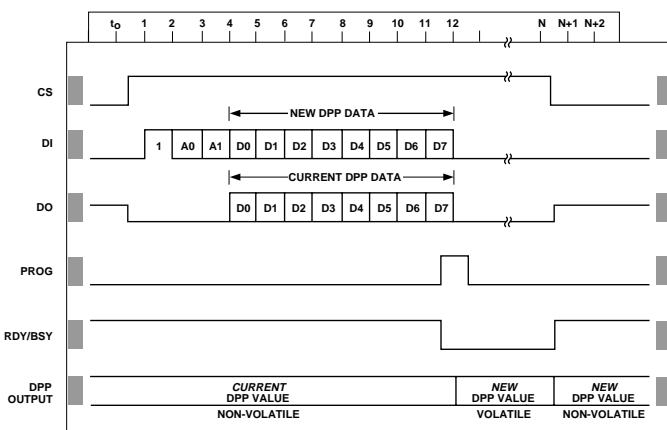 to 1 2 3 4 5 6 7 8 9 10 11 12 N N+1 N+2
CS
NEW DPP DATA
DI 1 A0 A1 D0 D1 D2 D3 D4 D5 D6 D7
CURRENT DPP DATA
DO D0 D1 D2 D3 D4 D5 D6 D7
PROG
RDY/BSY
DPP OUTPUT
CURRENT DPP VALUE
NON-VOLATILE
NEW DPP VALUE
VOLATILE
NEW DPP VALUE
NON-VOLATILE